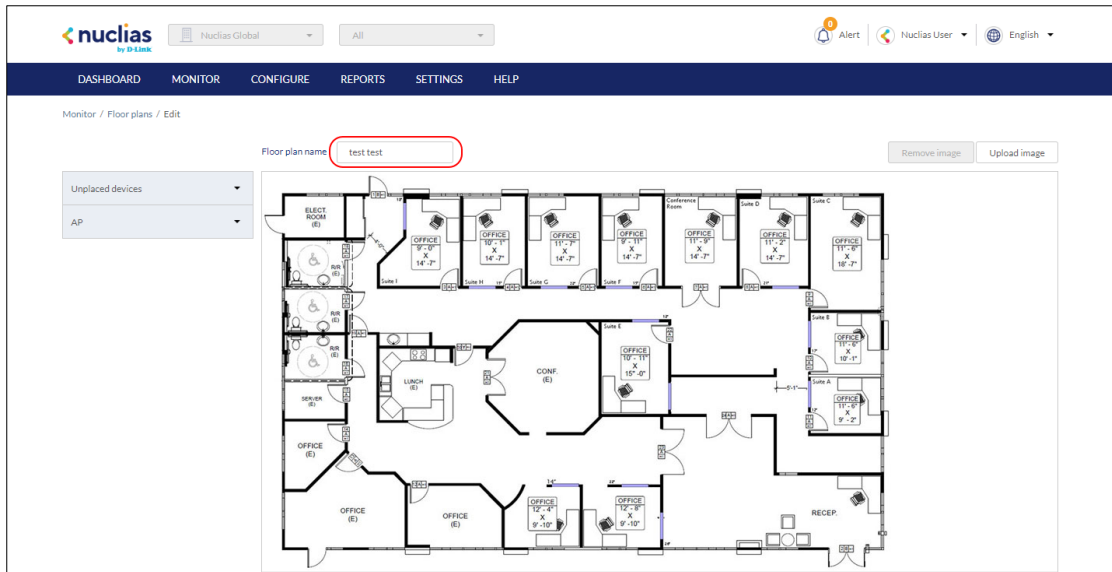 nuclias
by D-Link
Nuclias Global
All
0
Alert
Nuclias User
English
DASHBOARD MONITOR CONFIGURE REPORTS SETTINGS HELP
Monitor / Floor plans / Edit
Floor plan name
test test
Remove image
Upload image
Unplaced devices
AP
ELECT.
ROOM
(E)
R/R
(E)
R/R
(E)
R/R
(E)
SERVER
(E)
OFFICE
9' -0"
X
14' -7"
Suite I
OFFICE
10' - 1"
X
14' -7"
Suite H
OFFICE
11' - 7"
X
14' -7"
Suite G
OFFICE
9' - 11"
X
14' -7"
Suite F
Conference
Room
OFFICE
11' - 9"
X
14' -7"
Suite D
OFFICE
11' - 2"
X
14' -7"
Suite C
OFFICE
11' - 6"
X
18' -7"
Suite E
OFFICE
10' - 11"
X
15" -0"
Suite B
OFFICE
11' - 6"
X
10' -1"
Suite A
OFFICE
11' - 6"
X
9' - 2"
5'-1"
LUNCH
(E)
CONF.
(E)
OFFICE
(E)
OFFICE
(E)
OFFICE
(E)
OFFICE
12' - 4"
X
9' -10"
OFFICE
12' - 8"
X
9' -10"
RECEP.